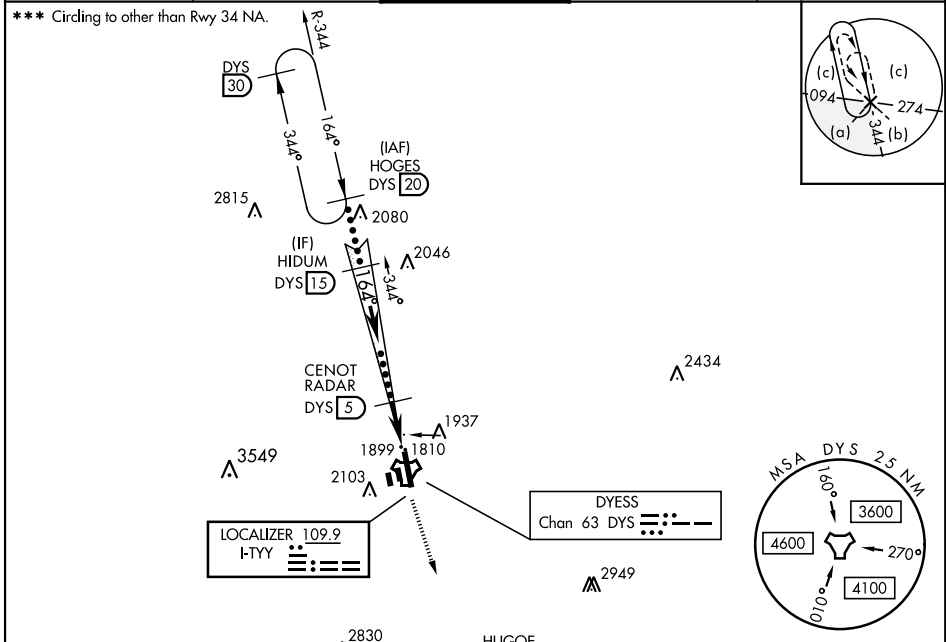 *** Circling to other than Rwy 34 NA.
R-344
DYS
30
344°
164°
(IAF)
HOGES
DYS 20
2815
2080
(IF)
HIDUM
DYS 15
2046
164°
344°
CENOT
RADAR
DYS 5
2434
1937
1899
1810
3549
2103
LOCALIZER 109.9
I-TYY
DYESS
Chan 63 DYS
2949
2830
HUGOF
(c)
(c)
094
274
(a)
344
(b)
MSA DYS 25 NM
160°
3600
4600
270°
4100
010°